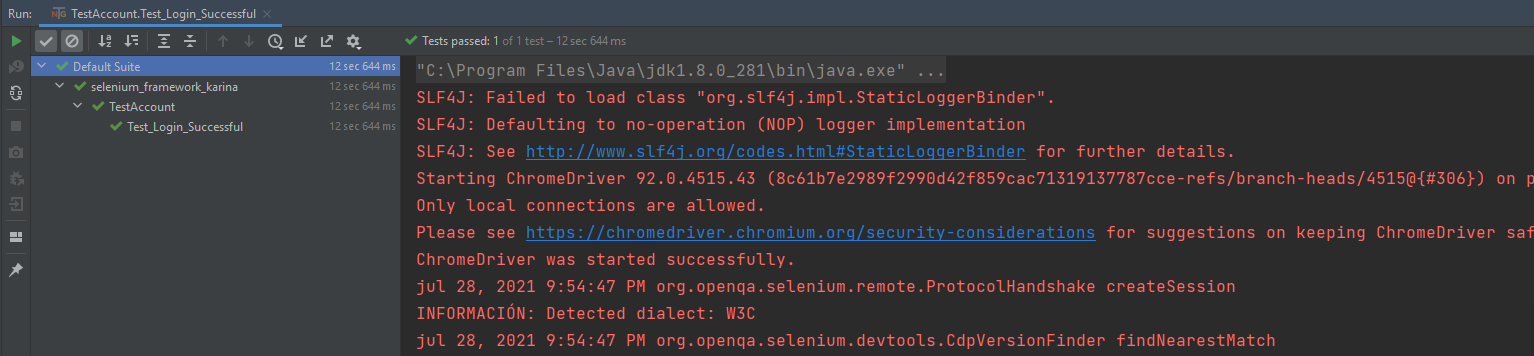 Run: TestAccount.Test_Login_Successful
Tests passed: 1 of 1 test – 12 sec 644 ms
Default Suite 12 sec 644 ms
selenium_framework_karina 12 sec 644 ms
TestAccount 12 sec 644 ms
Test_Login_Successful 12 sec 644 ms
"C:\Program Files\Java\jdk1.8.0_281\bin\java.exe" ...
SLF4J: Failed to load class "org.slf4j.impl.StaticLoggerBinder".
SLF4J: Defaulting to no-operation (NOP) logger implementation
SLF4J: See http://www.slf4j.org/codes.html#StaticLoggerBinder for further details.
Starting ChromeDriver 92.0.4515.43 (8c61b7e2989f2990d42f859cac71319137787cce-refs/branch-heads/4515@{#306}) on p
Only local connections are allowed.
Please see https://chromedriver.chromium.org/security-considerations for suggestions on keeping ChromeDriver saf
ChromeDriver was started successfully.
jul 28, 2021 9:54:47 PM org.openqa.selenium.remote.ProtocolHandshake createSession
INFORMACIÓN: Detected dialect: W3C
jul 28, 2021 9:54:47 PM org.openqa.selenium.devtools.CdpVersionFinder findNearestMatch